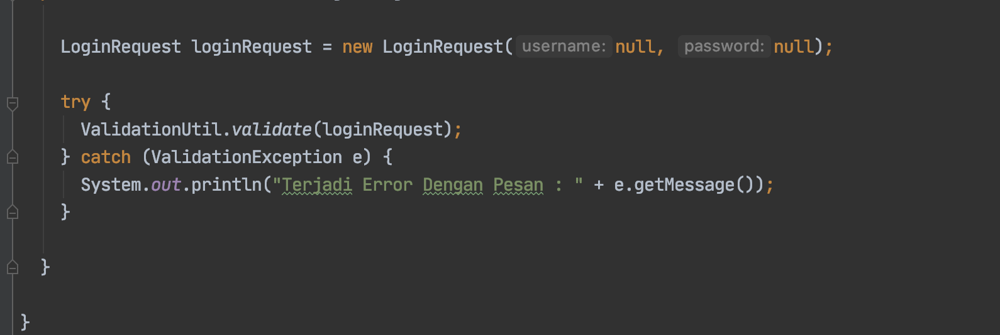 LoginRequest loginRequest = new LoginRequest( username: null, password: null);
try {
ValidationUtil.validate(loginRequest);
} catch (ValidationException e) {
System.out.println("Terjadi Error Dengan Pesan : " + e.getMessage());
}
}
}